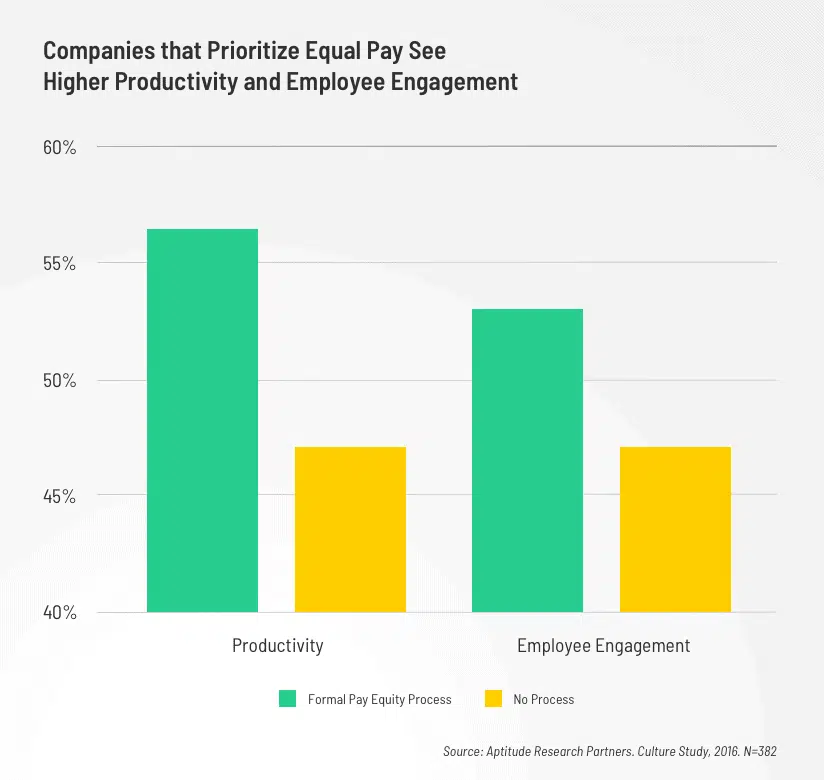 Companies that Prioritize Equal Pay See
Higher Productivity and Employee Engagement
60%
55%
50%
45%
40%
Productivity
Employee Engagement
Formal Pay Equity Process
No Process
Source: Aptitude Research Partners. Culture Study, 2016. N=382